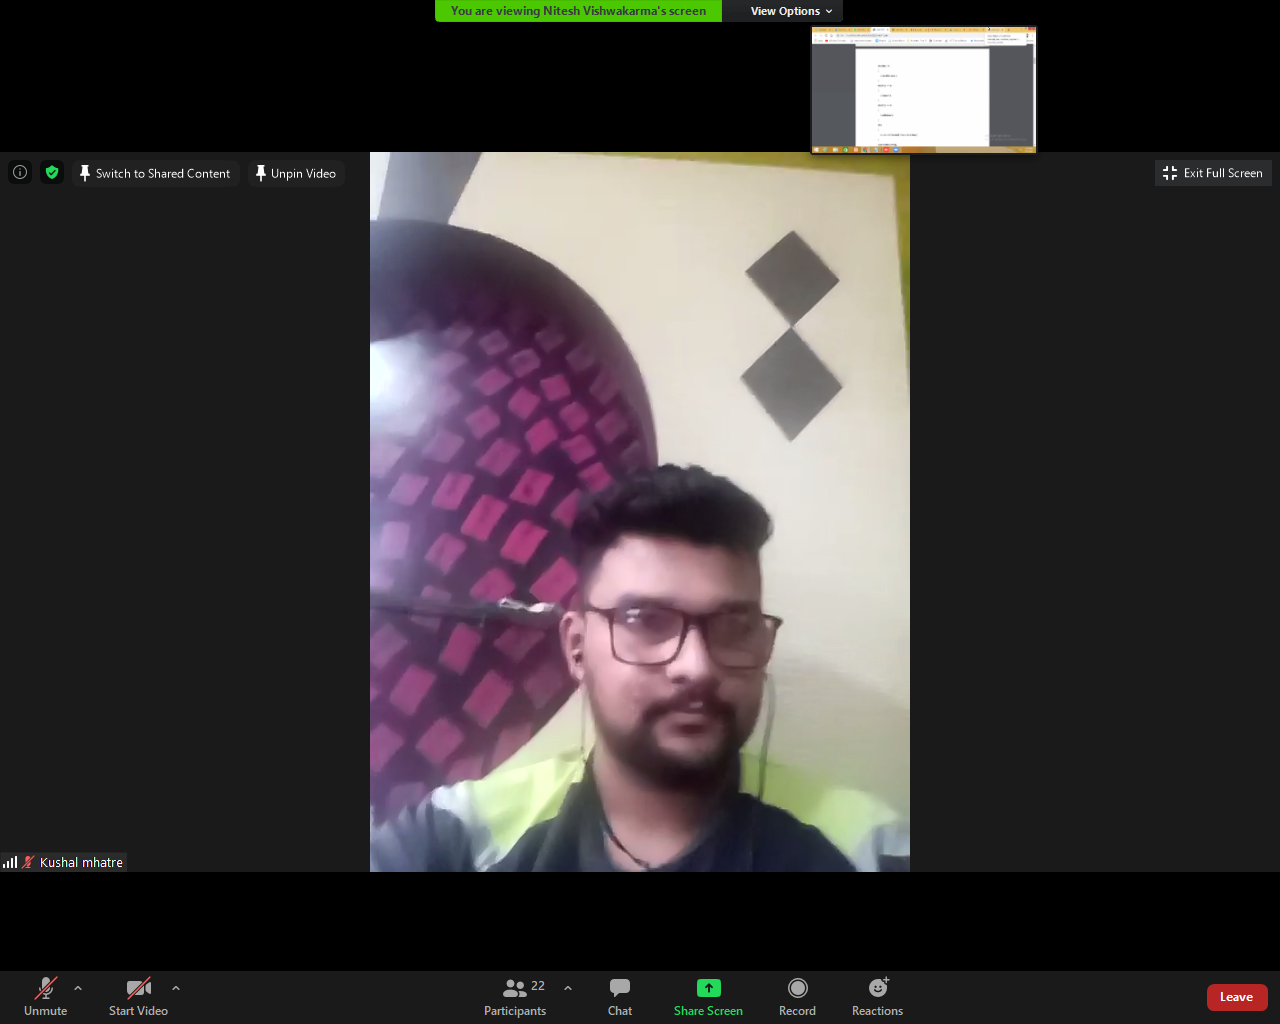 You are viewing Nitesh Vishwakarma's screen
View Options
Switch to Shared Content
Unpin Video
Exit Full Screen
Kushal mhatre
Unmute
Start Video
Participants
22
Chat
Share Screen
Record
Reactions
Leave